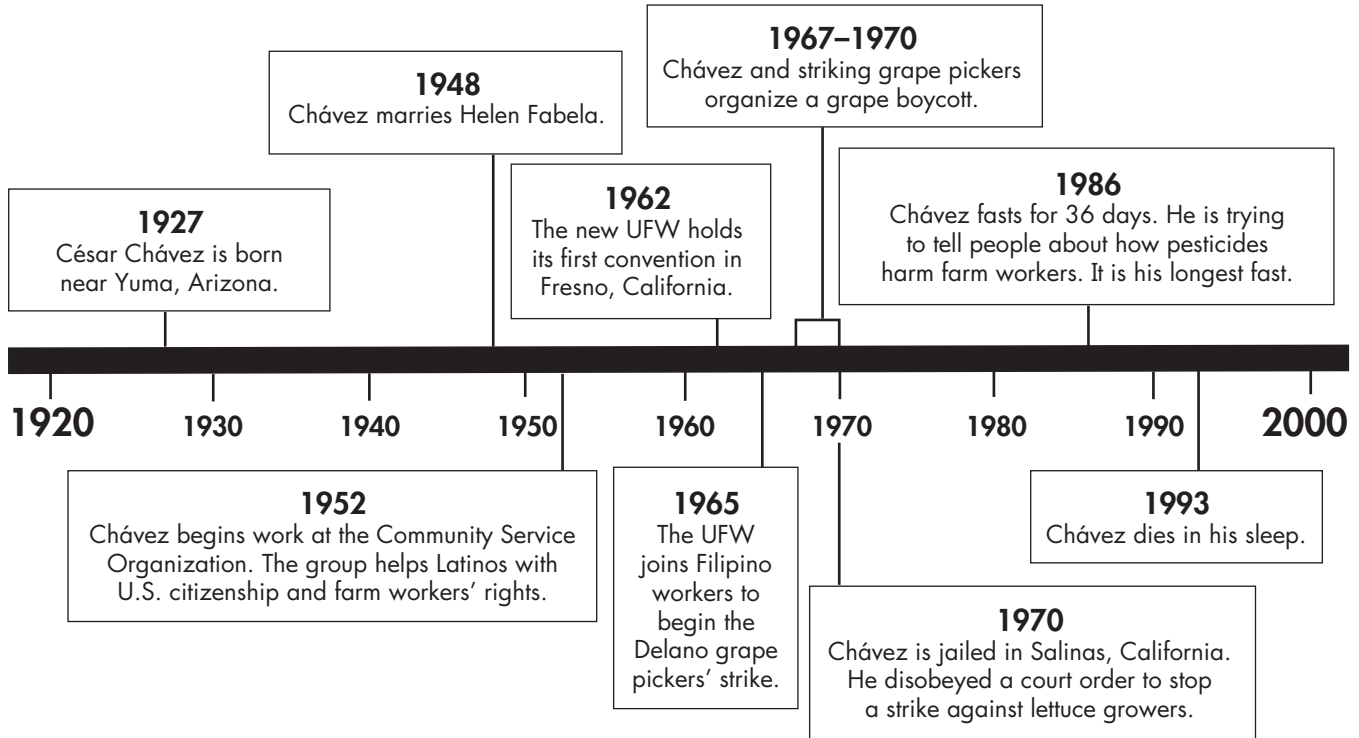 1967–1970
Chávez and striking grape pickers
organize a grape boycott.
1948
Chávez marries Helen Fabela.
1986
Chávez fasts for 36 days. He is trying
to tell people about how pesticides
harm farm workers. It is his longest fast.
1962
The new UFW holds
its first convention in
Fresno, California.
1927
César Chávez is born
near Yuma, Arizona.
1920 1930 1940 1950 1960 1970 1980 1990 2000
1952
Chávez begins work at the Community Service
Organization. The group helps Latinos with
U.S. citizenship and farm workers’ rights.
1965
The UFW
joins Filipino
workers to
begin the
Delano grape
pickers’ strike.
1993
Chávez dies in his sleep.
1970
Chávez is jailed in Salinas, California.
He disobeyed a court order to stop
a strike against lettuce growers.